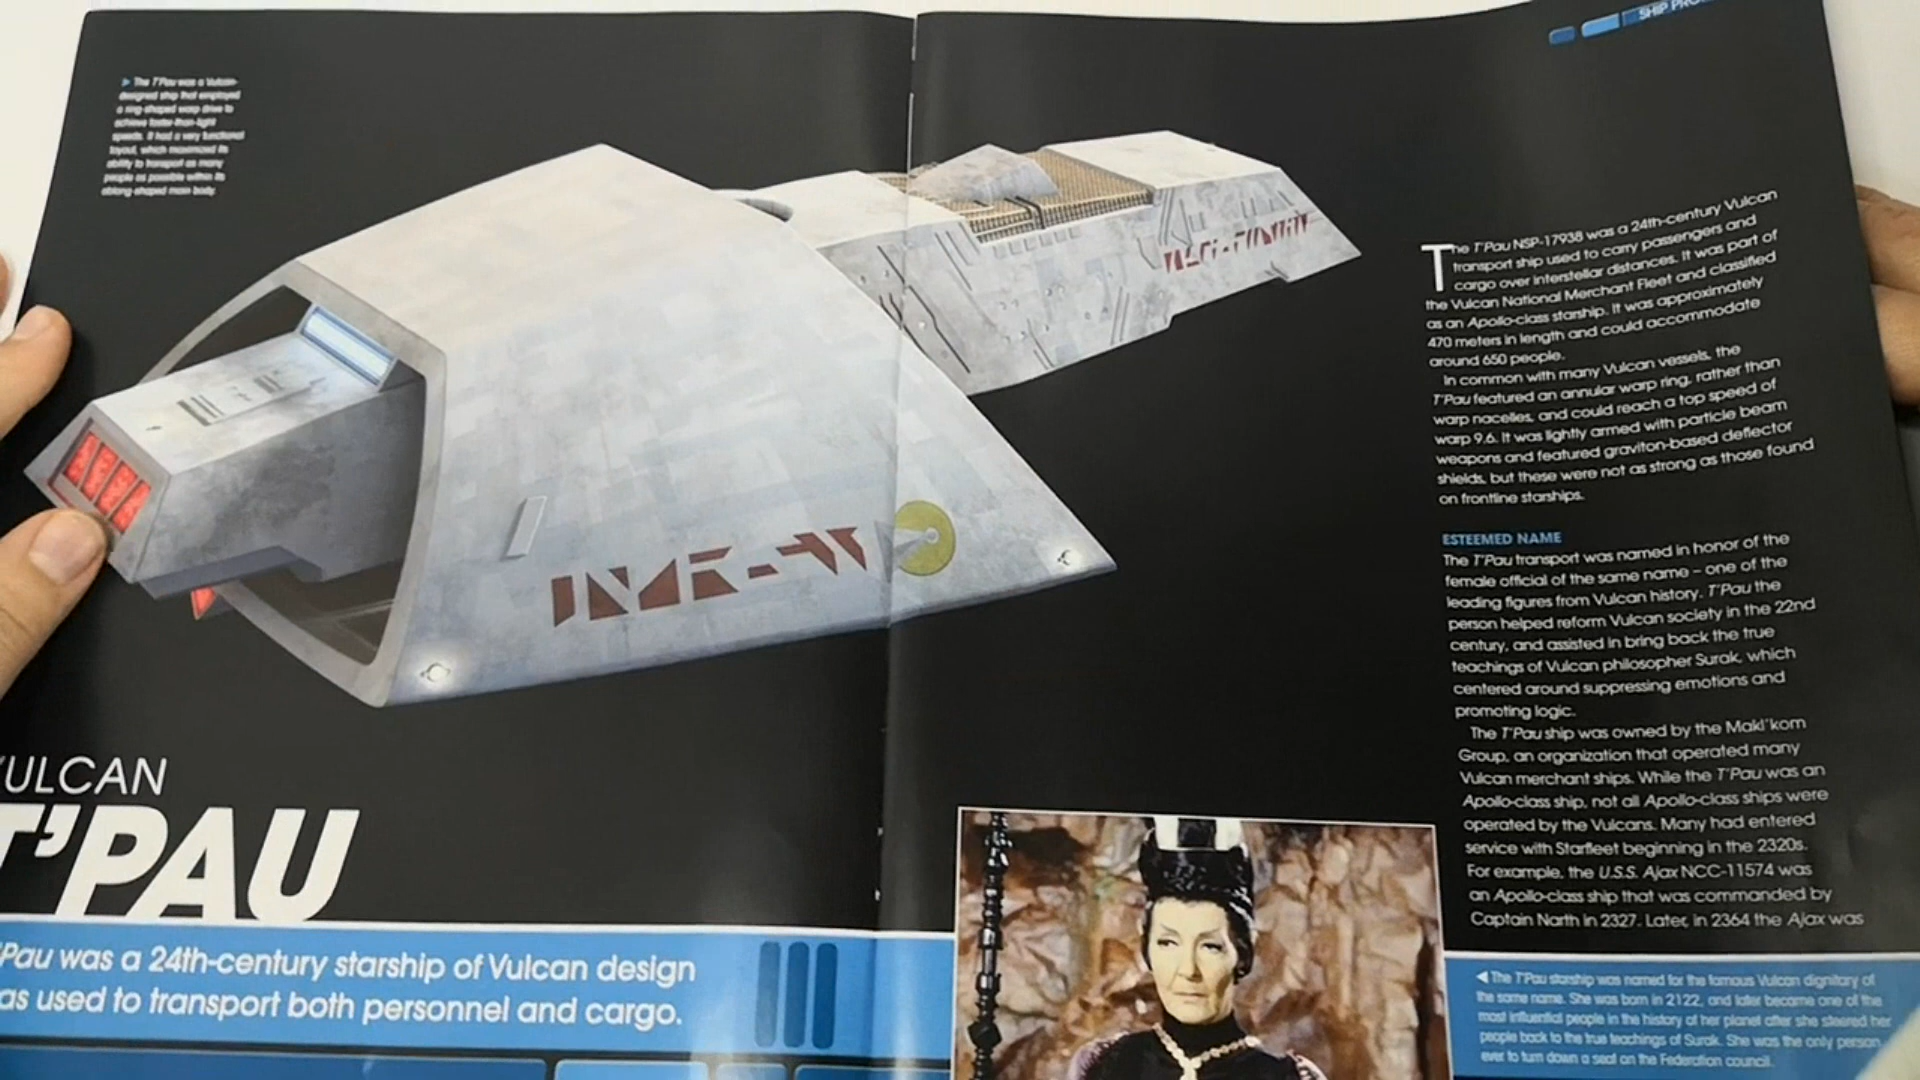 SHIP PRO
▶ The T'Pau was a Vulcan-
designed ship that employed
a ring-shaped warp drive to
achieve faster-than-light
speeds. It had a very functional
layout, which maximized its
ability to transport as many
people as possible within its
oblong-shaped main body.
VULCAN
T'PAU
'Pau was a 24th-century starship of Vulcan design
as used to transport both personnel and cargo.
The T'Pau NSP-17938 was a 24th-century Vulcan
transport ship used to carry passengers and
cargo over interstellar distances. It was part of
the Vulcan National Merchant Fleet and classified
as an Apollo-class starship. It was approximately
470 meters in length and could accommodate
around 650 people.
In common with many Vulcan vessels, the
T'Pau featured an annular warp ring, rather than
warp nacelles, and could reach a top speed of
warp 9.6. It was lightly armed with particle beam
weapons and featured graviton-based deflector
shields, but these were not as strong as those found
on frontline starships.
ESTEEMED NAME
The T'Pau transport was named in honor of the
female official of the same name – one of the
leading figures from Vulcan history. T'Pau the
person helped reform Vulcan society in the 22nd
century, and assisted in bring back the true
teachings of Vulcan philosopher Surak, which
centered around suppressing emotions and
promoting logic.
The T'Pau ship was owned by the Makl'kom
Group, an organization that operated many
Vulcan merchant ships. While the T'Pau was an
Apollo-class ship, not all Apollo-class ships were
operated by the Vulcans. Many had entered
service with Starfleet beginning in the 2320s.
For example, the U.S.S. Ajax NCC-11574 was
an Apollo-class ship that was commanded by
Captain North in 2327. Later, in 2364 the Ajax was
◀ The T'Pau starship was named for the famous Vulcan dignitary of
the same name. She was born in 2122, and later became one of the
most influential people in the history of her planet after she steered her
people back to the true teachings of Surak. She was the only person
ever to turn down a seat on the Federation council.